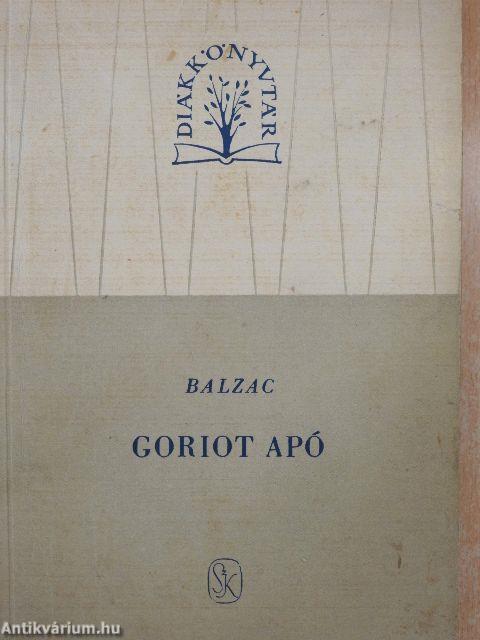 DIÁKKÖNYVTÁR
BALZAC
GORIOT APÓ
SzK
Antikvárium.hu